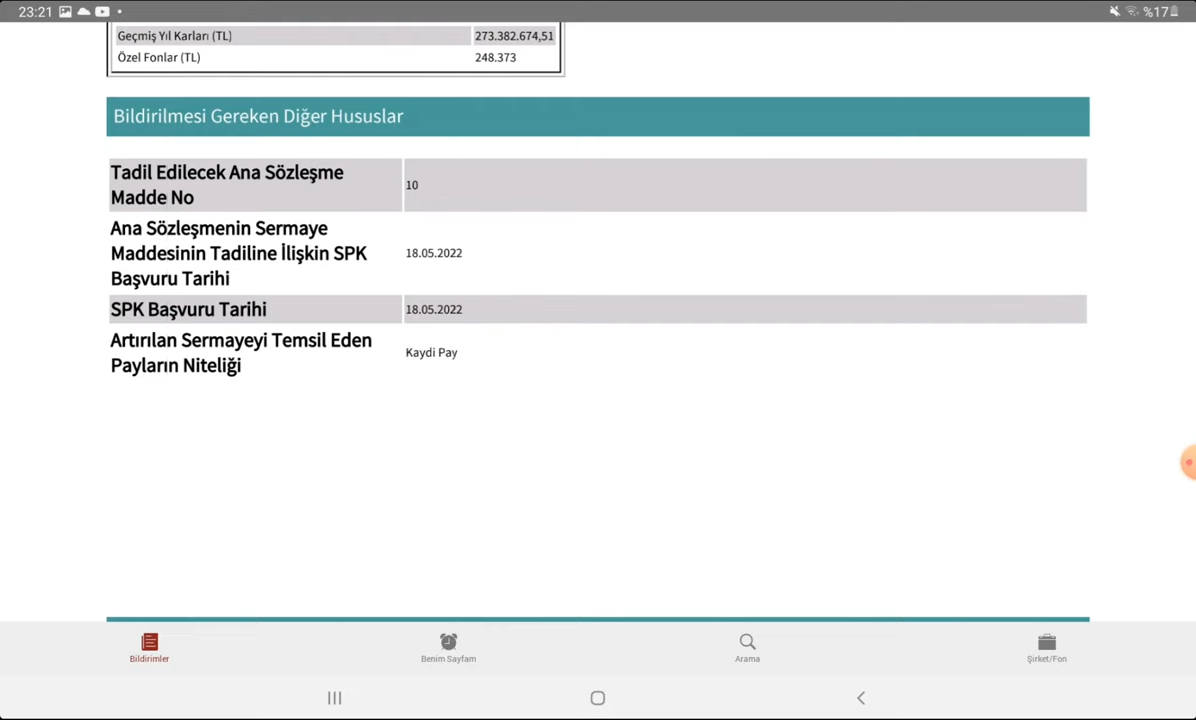 23:21
%17
Geçmiş Yıl Karları (TL) 273.382.674,51
Özel Fonlar (TL) 248.373
Bildirilmesi Gereken Diğer Hususlar
Tadil Edilecek Ana Sözleşme
Madde No
10
Ana Sözleşmenin Sermaye
Maddesinin Tadiline İlişkin SPK
Başvuru Tarihi
18.05.2022
SPK Başvuru Tarihi
18.05.2022
Artırılan Sermayeyi Temsil Eden
Payların Niteliği
Kaydi Pay
Bildirimler
Benim Sayfam
Arama
Şirket/Fon